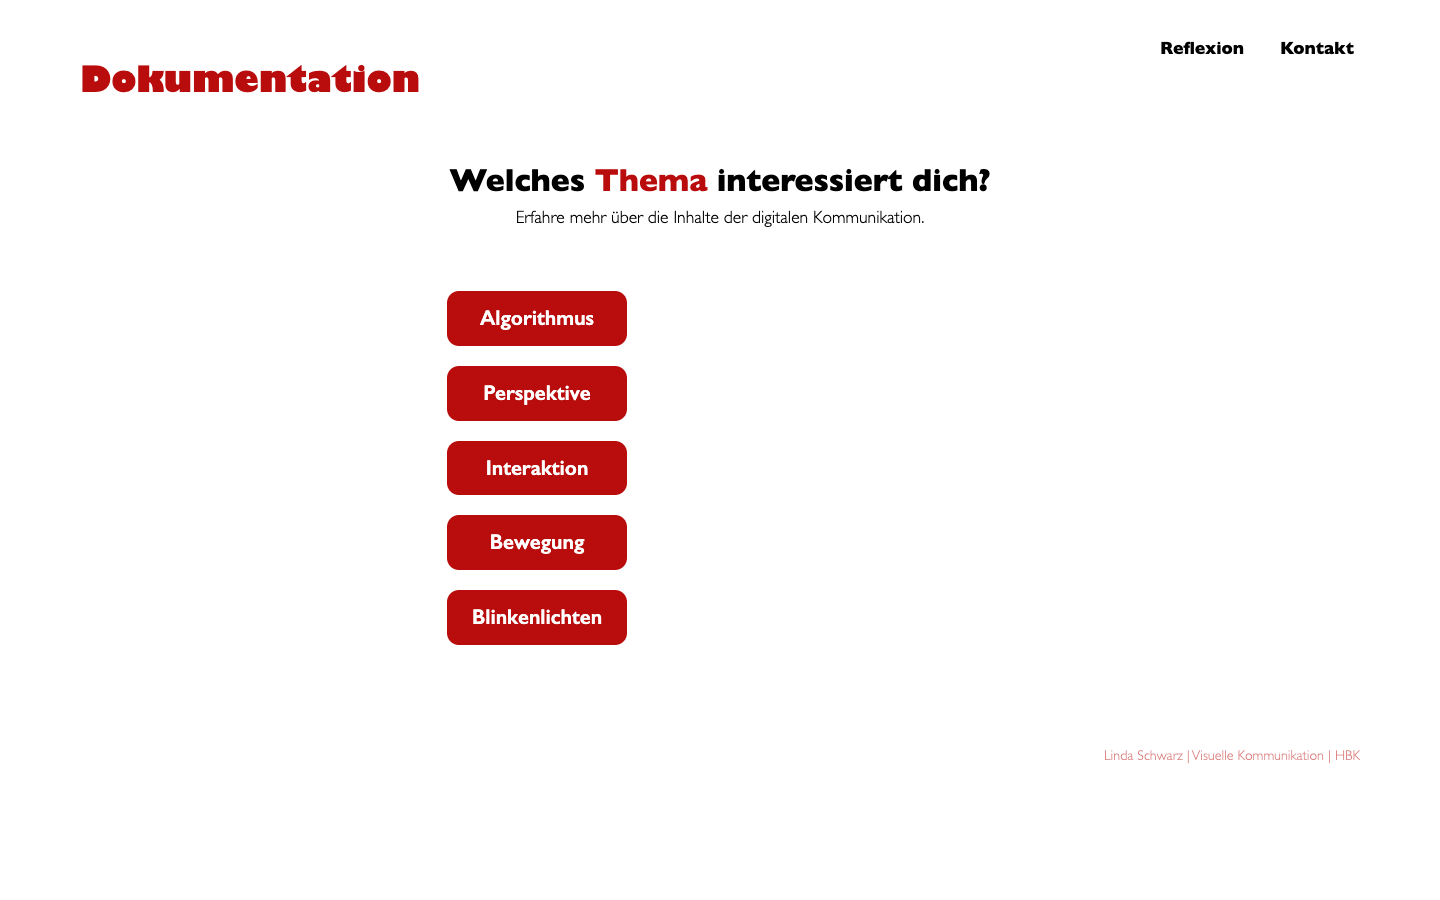 Reflexion Kontakt
Dokumentation
Welches Thema interessiert dich?
Erfahre mehr über die Inhalte der digitalen Kommunikation.
Algorithmus
Perspektive
Interaktion
Bewegung
Blinkenlichten
Linda Schwarz | Visuelle Kommunikation | HBK